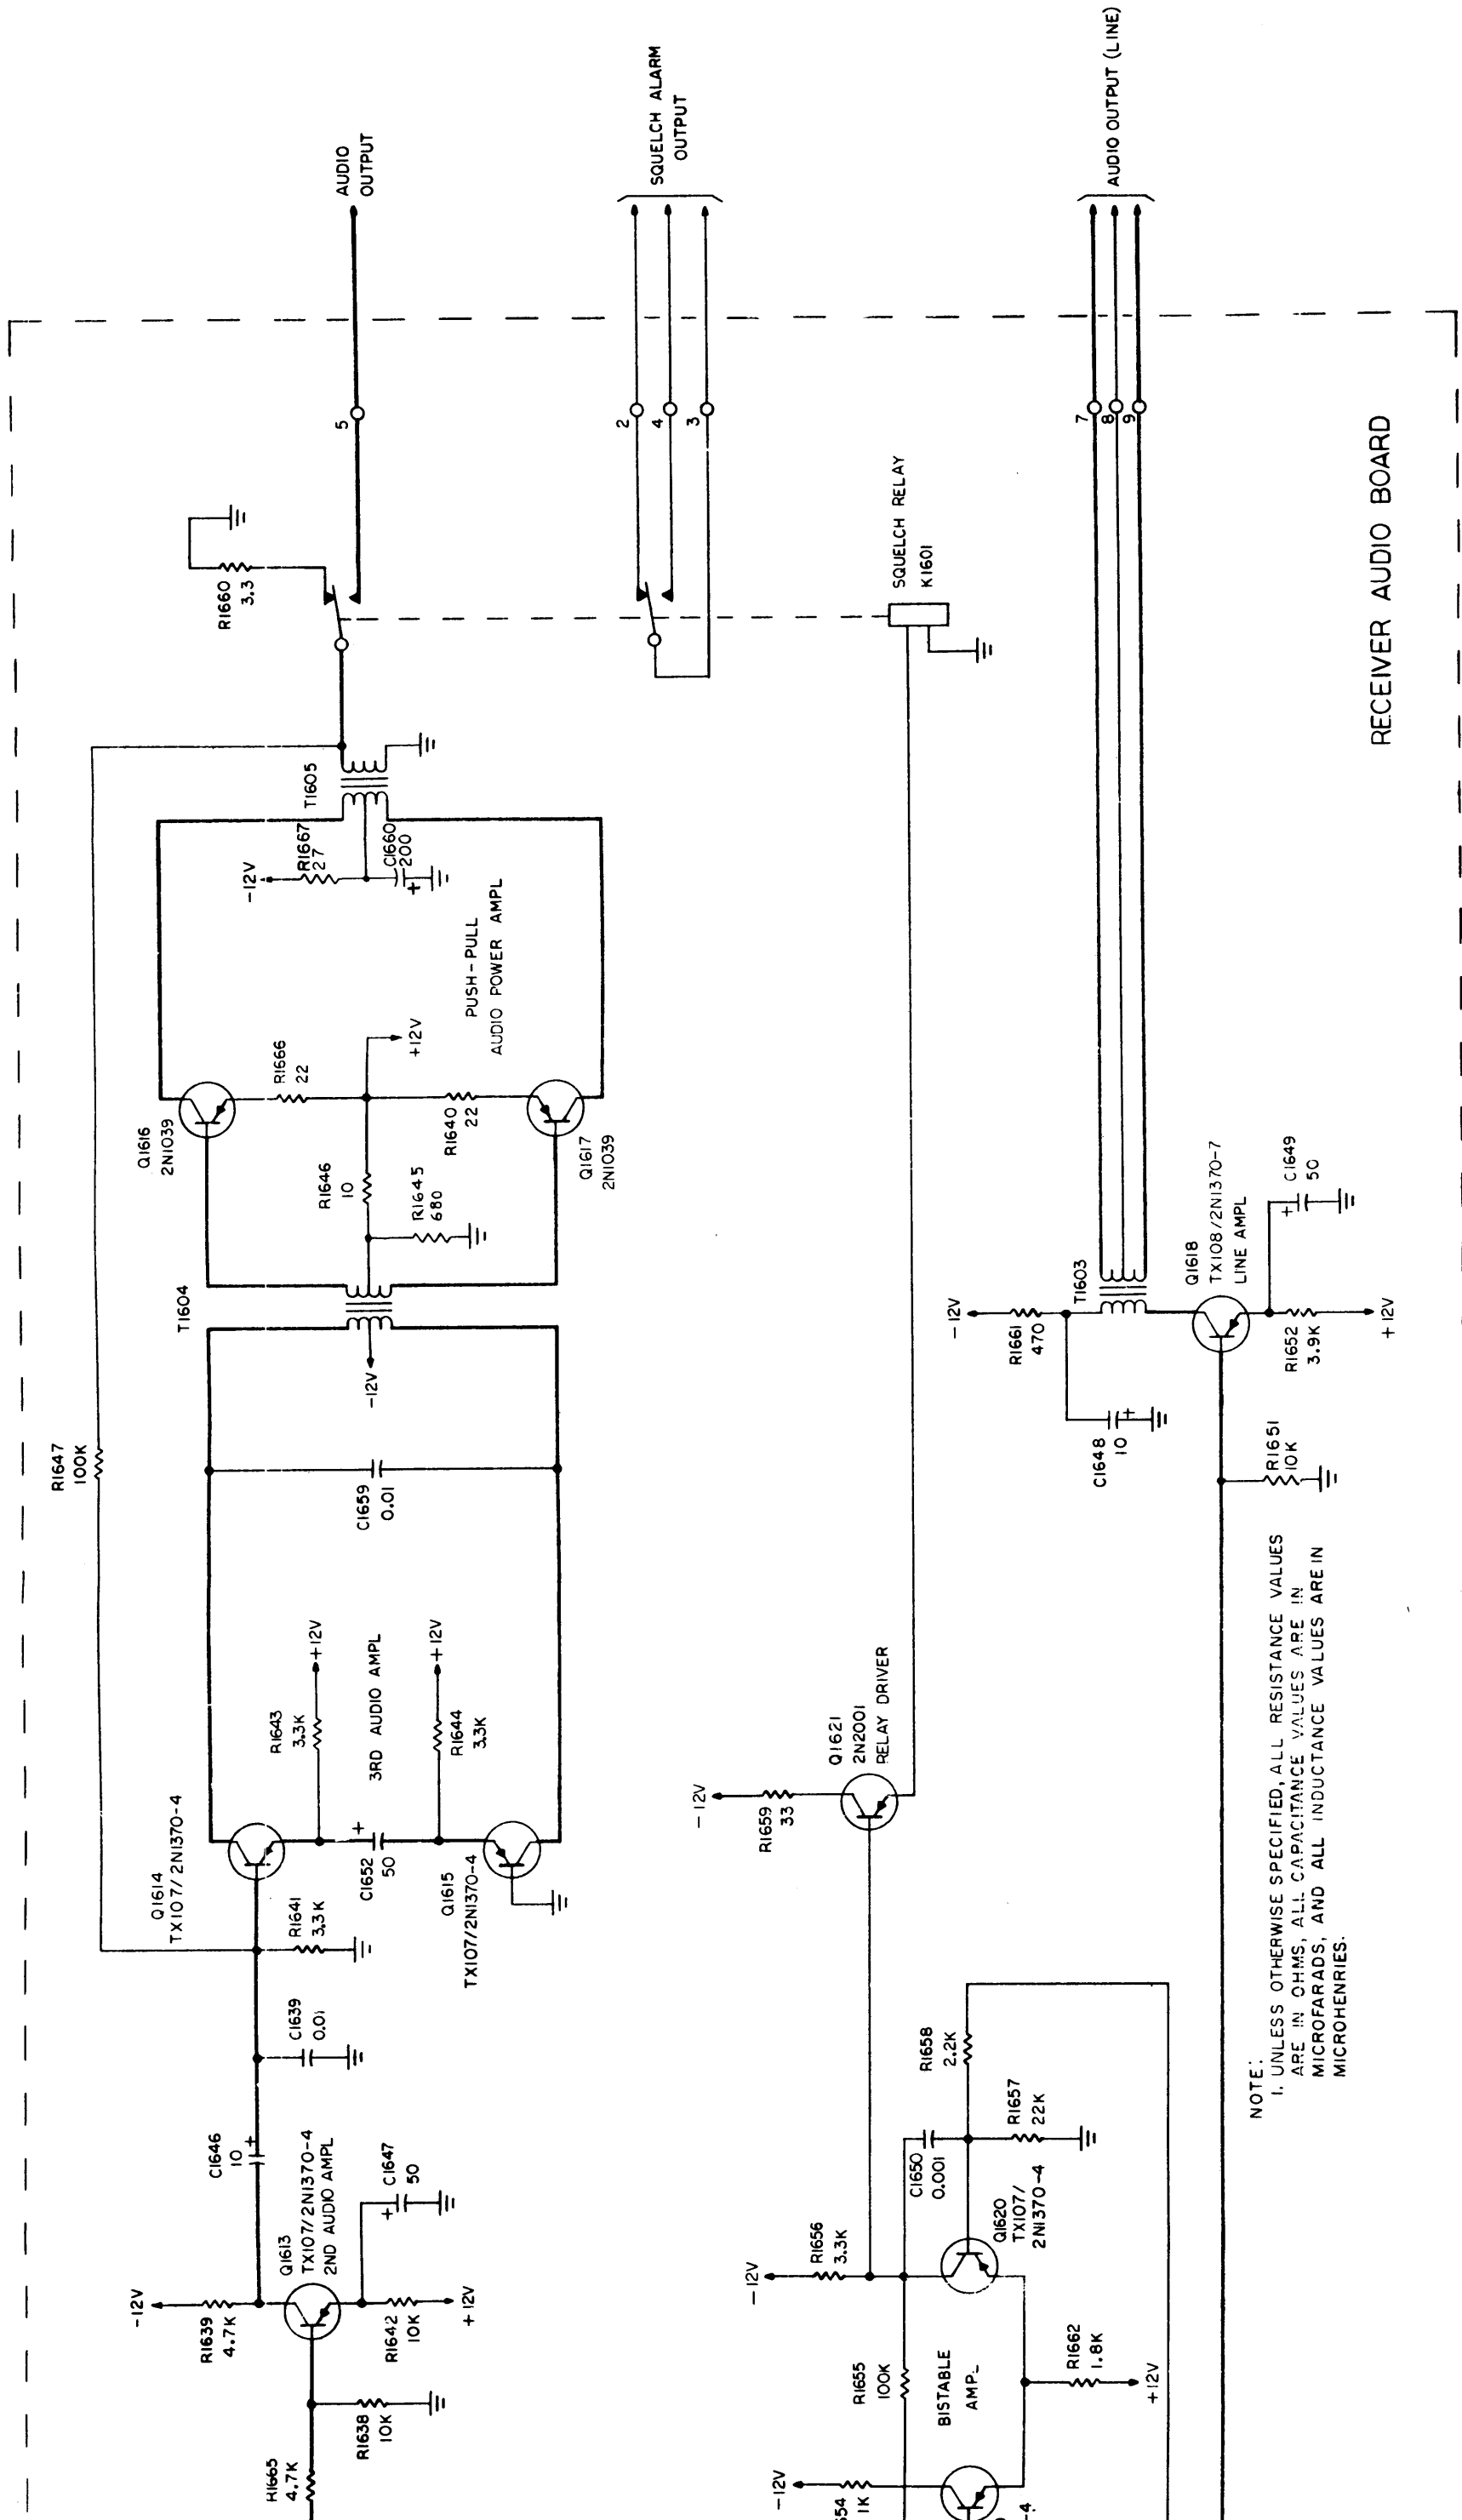 AUDIO
OUTPUT
SQUELCH ALARM
OUTPUT
AUDIO OUTPUT (LINE)
5
2
4
3
7
8
9
R1660
3.3
SQUELCH RELAY
K1601
RECEIVER AUDIO BOARD
T1605
-12V
R1667
27
C1660
200
+
PUSH-PULL
AUDIO POWER AMPL
+12V
Q1616
2N1039
R1666
22
R1640
22
Q1617
2N1039
R1646
10
R1645
680
T1604
-12V
R1647
100K
C1659
0.01
T1603
-12V
R1661
470
C1648
10
+
Q1618
TX108/2N1370-7
LINE AMPL
C1649
50
+
R1652
3.9K
+12V
R1651
10K
R1643
3.3K
+12V
3RD AUDIO AMPL
R1644
3.3K
+12V
Q1614
TX107/2N1370-4
C1652
50
+
Q1615
TX107/2N1370-4
R1641
3.3K
C1639
0.01
-12V
R1659
33
Q1621
2N2001
RELAY DRIVER
C1646
10
+
Q1613
TX107/2N1370-4
2ND AUDIO AMPL
C1647
50
+
-12V
R1639
4.7K
R1642
10K
+12V
R1638
10K
R1665
4.7K
R1658
2.2K
R1657
22K
C1650
0.001
Q1620
TX107/
2N1370-4
-12V
R1656
3.3K
R1655
100K
BISTABLE
AMPL
R1662
1.8K
+12V
-12V
654
1K
-4
NOTE:
1. UNLESS OTHERWISE SPECIFIED, ALL RESISTANCE VALUES
ARE IN OHMS, ALL CAPACITANCE VALUES ARE IN
MICROFARADS, AND ALL INDUCTANCE VALUES ARE IN
MICROHENRIES.